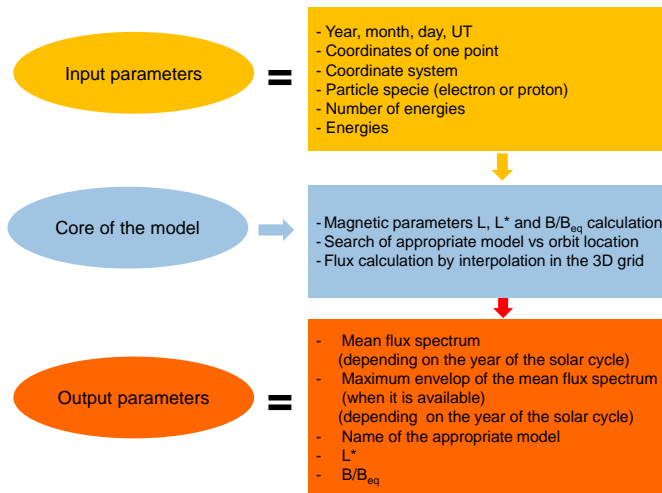 Input parameters
=
- Year, month, day, UT
- Coordinates of one point
- Coordinate system
- Particle specie (electron or proton)
- Number of energies
- Energies
Core of the model
- Magnetic parameters L, L* and B/Beq calculation
- Search of appropriate model vs orbit location
- Flux calculation by interpolation in the 3D grid
Output parameters
=
- Mean flux spectrum
(depending on the year of the solar cycle)
- Maximum envelop of the mean flux spectrum
(when it is available)
(depending on the year of the solar cycle)
- Name of the appropriate model
- L*
- B/Beq